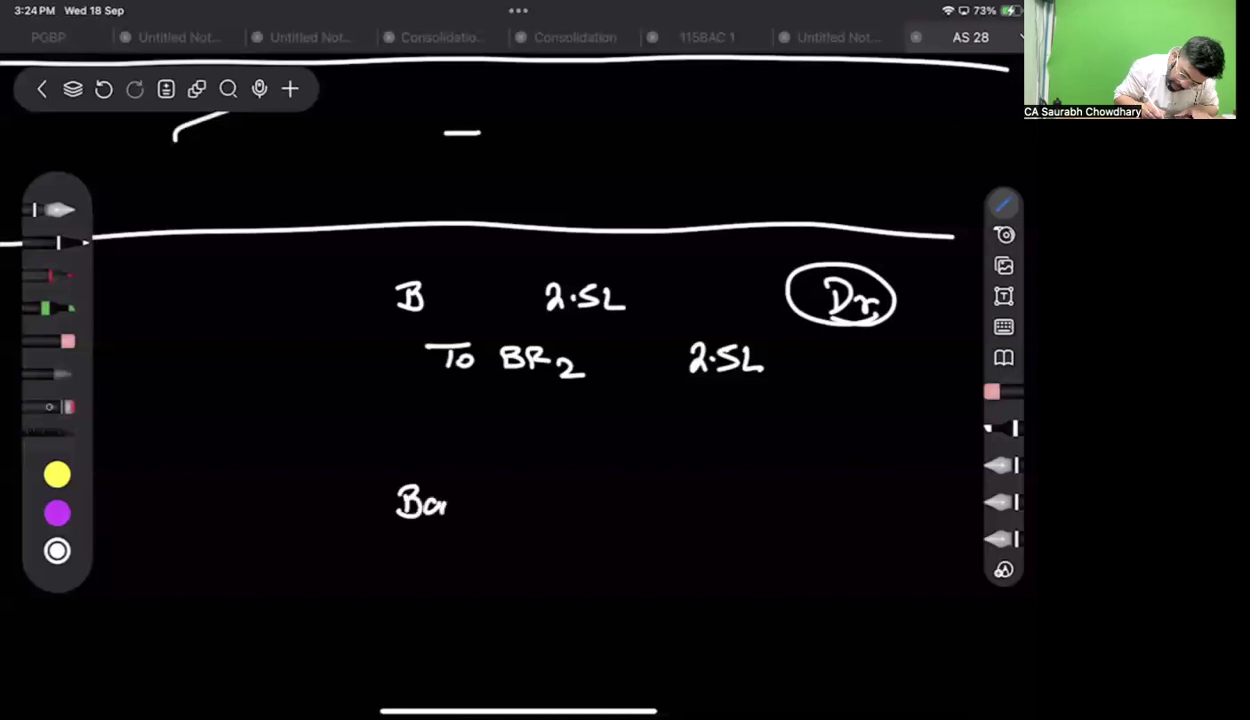 3:24 PM Wed 18 Sep
73%
PGBP
Untitled Not...
Untitled Not...
Consolidatio...
Consolidation
115BAC 1
Untitled Not...
AS 28
CA Saurabh Chowdhary
B 2.5L Dr.
To BR2 2.5L
Ba